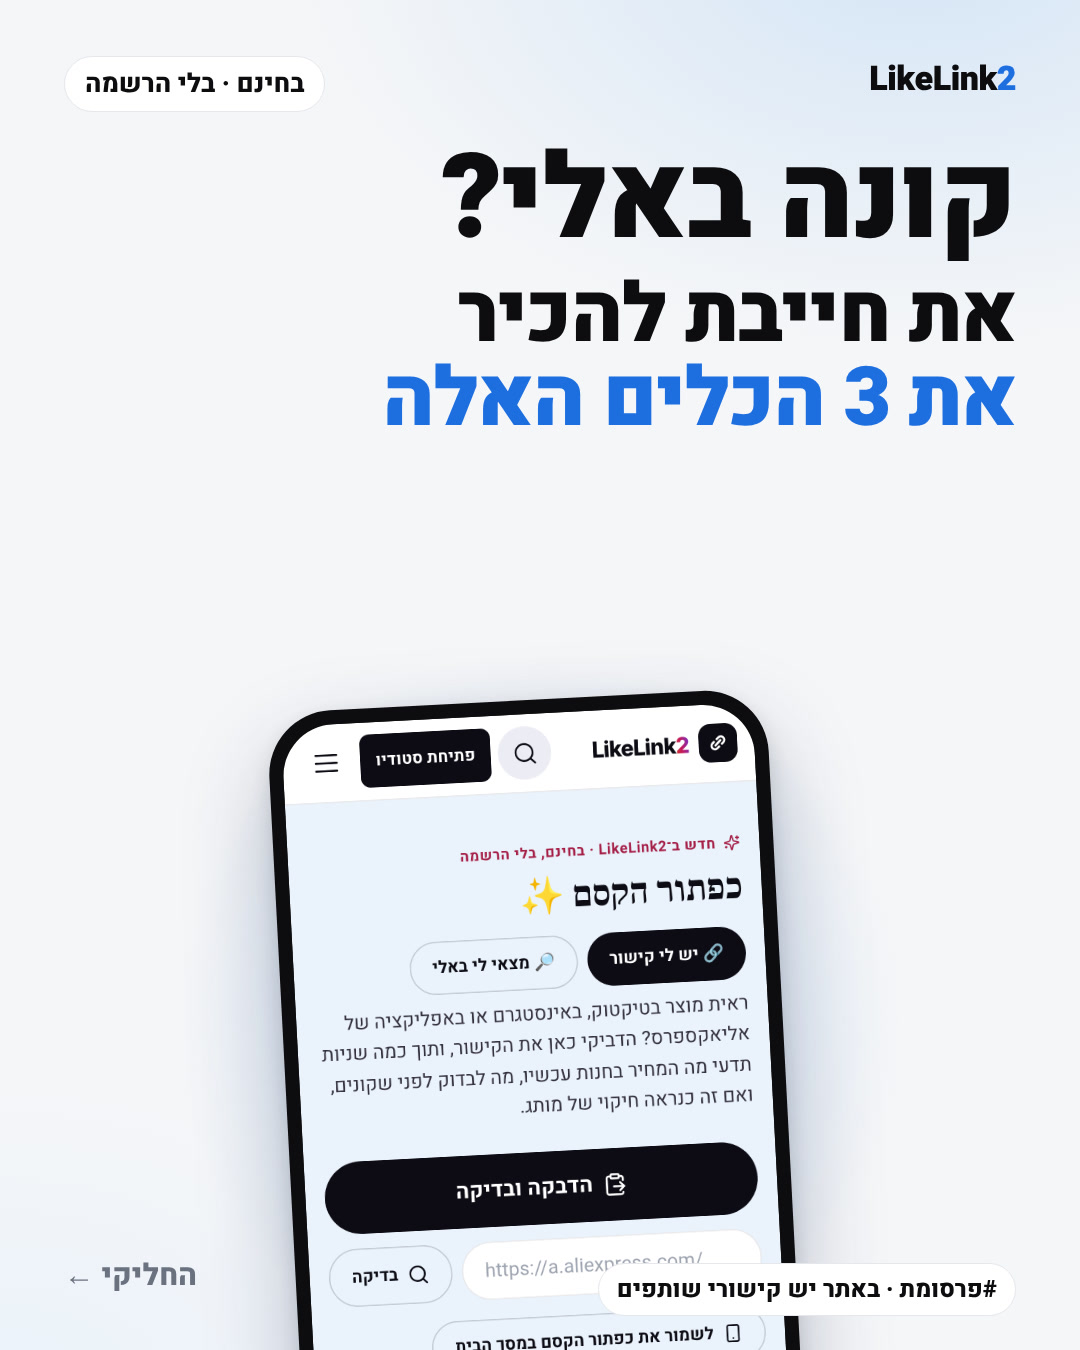 LikeLink2
בחינם · בלי הרשמה
קונה באלי?
את חייבת להכיר
את 3 הכלים האלה
LikeLink2
פתיחת סטודיו
חדש ב־LikeLink2 · בחינם, בלי הרשמה
כפתור הקסם ✨
🔗 יש לי קישור
🔎 מצאי לי באלי
ראית מוצר בטיקטוק, באינסטגרם או באפליקציה של
אליאקספרס? הדביקי כאן את הקישור, ותוך כמה שניות
תדעי מה המחיר בחנות עכשיו, מה לבדוק לפני שקונים,
ואם זה כנראה חיקוי של מותג.
הדבקה ובדיקה
https://a.aliexpress.com/
בדיקה
#פרסומת · באתר יש קישורי שותפים
החליקי ←
לשמור את כפתור הקסם במסך הבית